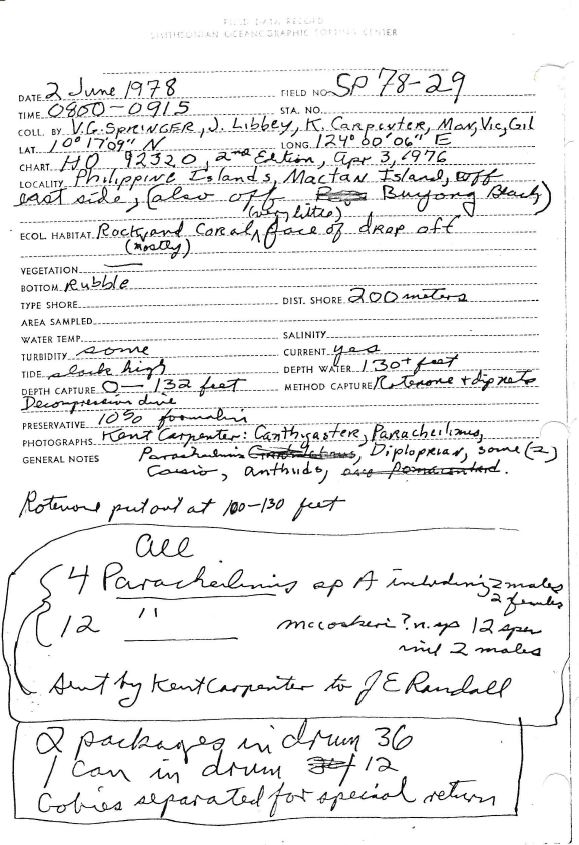 FIELD DATA RECORD
SMITHSONIAN OCEANOGRAPHIC SORTING CENTER
DATE 2 June 1978 FIELD NO. SP 78-29
TIME 0800-0915 STA. NO.
COLL. BY V.G. SPRINGER, J. Libbey, K. Carpenter, Mar, Vic, Gil
LAT. 10° 17'09" N LONG. 124° 00'06" E
CHART HO 92320, 2nd Edtion, Apr 3, 1976
LOCALITY Philippine Islands, Mactan Island, off
east side, (also off Buyong Beach)
(very little)
ECOL. HABITAT Rock and Coral, face of drop off
(mostly)
VEGETATION
BOTTOM Rubble
TYPE SHORE DIST. SHORE 200 meters
AREA SAMPLED
WATER TEMP. SALINITY
TURBIDITY some CURRENT yes
TIDE slack high DEPTH WATER 130+ feet
DEPTH CAPTURE 0-132 feet METHOD CAPTURE Rotenone + dip nets
Decompression dive
PRESERVATIVE 10% formalin
PHOTOGRAPHS Kent Carpenter: Canthigaster, Paracheilinus,
GENERAL NOTES Paracheilinus, Diploprion, some (2)
Caesio, anthiids,
Rotenone put out at 100-130 feet
All
4 Paracheilinus sp A including 2 males
2 females
12 " mccoskeri? n. sp 12 spec
incl 2 males
Sent by Kent Carpenter to J E Randall
2 packages in drum 36
1 can in drum 12
Gobies separated for special return